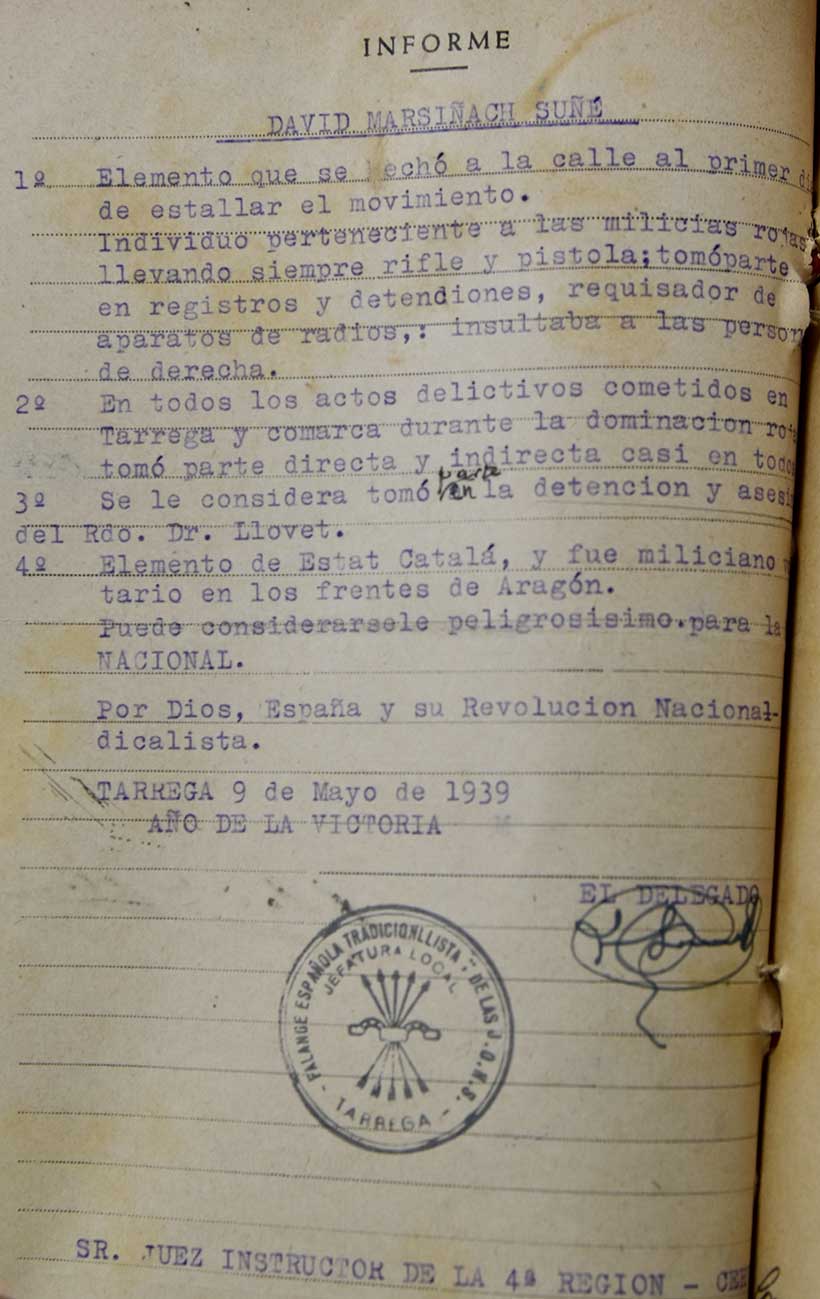 INFORME
DAVID MARSIÑACH SUÑÉ
1º Elemento que se echó a la calle al primer
de estallar el movimiento.
Individuo perteneciente a las milicias rojas
llevando siempre rifle y pistola;tomóparte
en registros y detendiones, requisador de
aparatos de radios,: insultaba a las person
de derecha.
2º En todos los actos delictivos cometidos en
Tarrega y comarca durante la dominacion
tomó parte directa y indirecta casi en todo
parte
3º Se le considera tomó en la detencion y asesi
del Rdo. Dr. Llovet.
4º Elemento de Estat Catalá, y fue miliciano
tario en los frentes de Aragón.
Puede considerarsele peligrosisimo.para la
NACIONAL.
Por Dios, España y su Revolucion Nacional-
dicalista.
TARREGA 9 de Mayo de 1939
AÑO DE LA VICTORIA
EL DELEGADO
FALANGE ESPAÑOLA TRADICIONLLISTA Y DE LAS J.O.N.S.
JEFATURA LOCAL
- TARREGA -
SR. JUEZ INSTRUCTOR DE LA 4ª REGION - CER